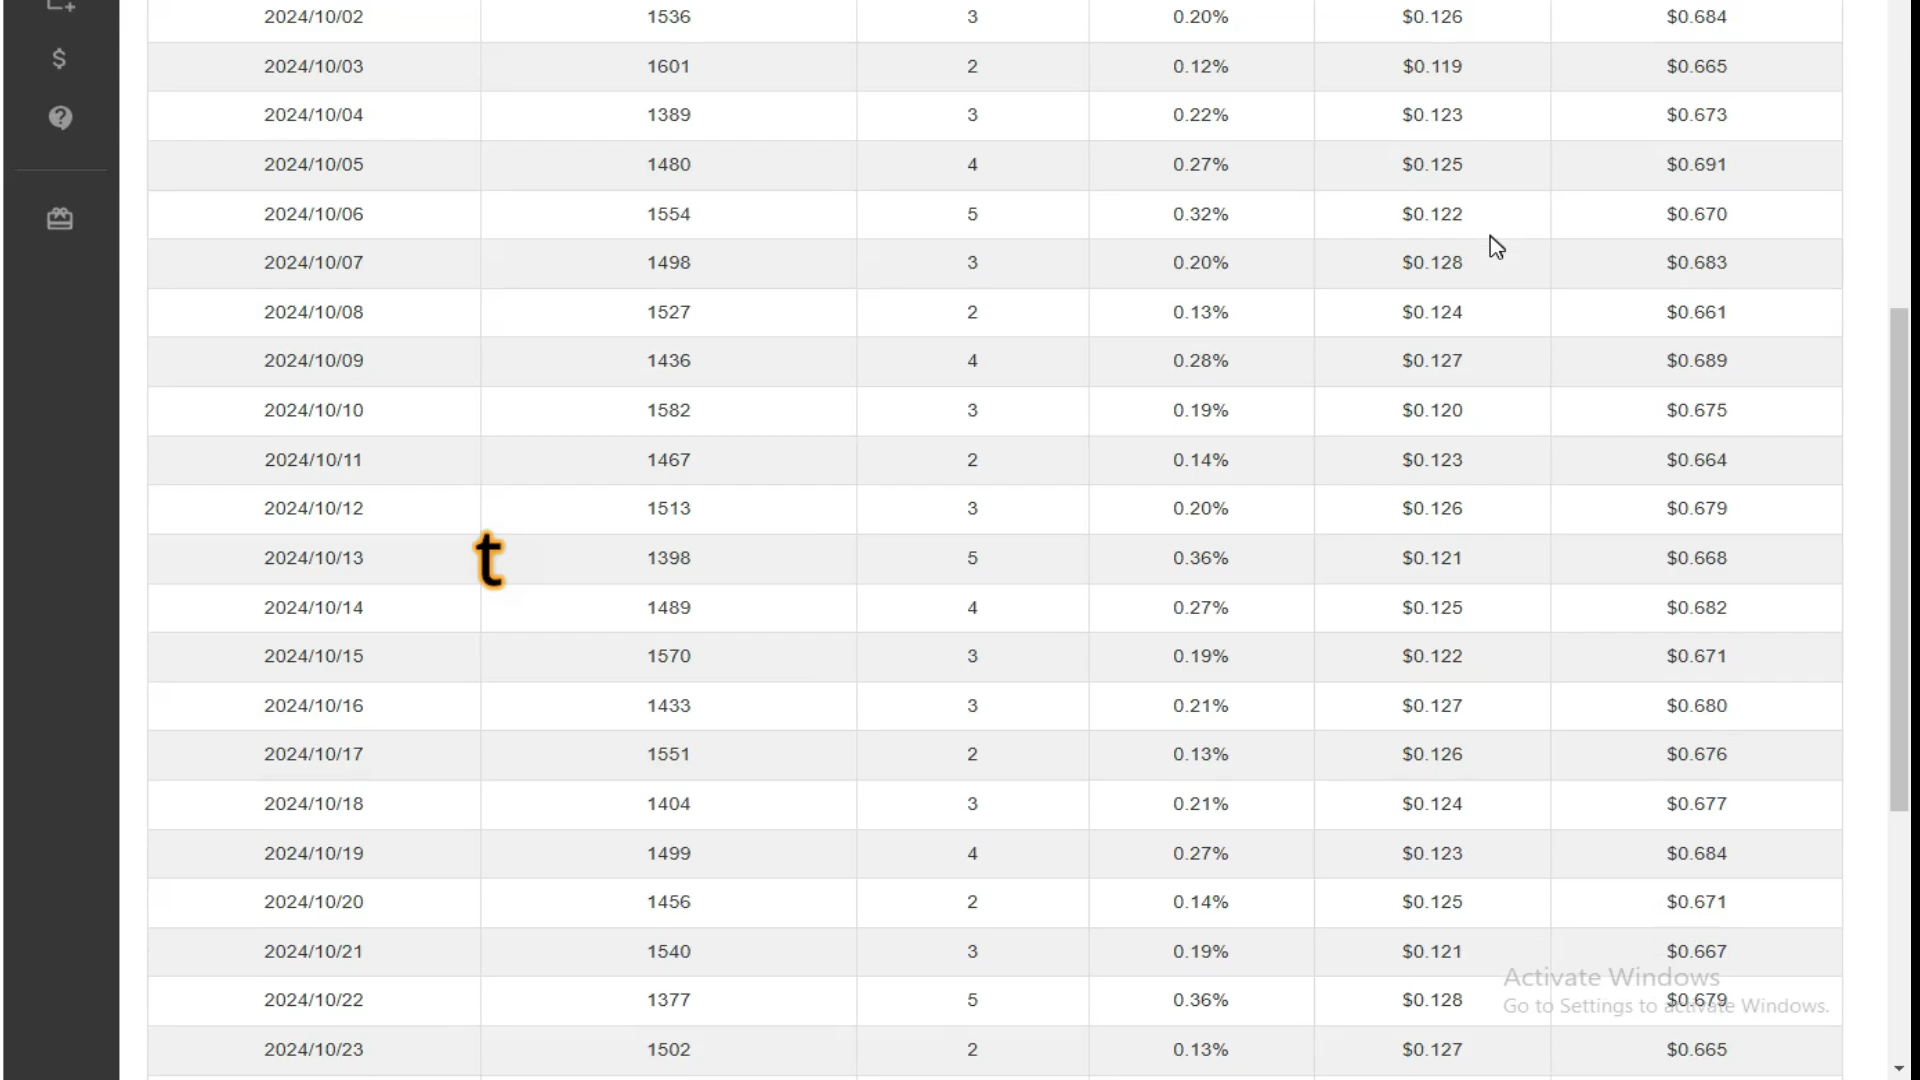 2024/10/02 1536 3 0.20% $0.126 $0.684
2024/10/03 1601 2 0.12% $0.119 $0.665
2024/10/04 1389 3 0.22% $0.123 $0.673
2024/10/05 1480 4 0.27% $0.125 $0.691
2024/10/06 1554 5 0.32% $0.122 $0.670
2024/10/07 1498 3 0.20% $0.128 $0.683
2024/10/08 1527 2 0.13% $0.124 $0.661
2024/10/09 1436 4 0.28% $0.127 $0.689
2024/10/10 1582 3 0.19% $0.120 $0.675
2024/10/11 1467 2 0.14% $0.123 $0.664
2024/10/12 1513 3 0.20% $0.126 $0.679
t
2024/10/13 1398 5 0.36% $0.121 $0.668
2024/10/14 1489 4 0.27% $0.125 $0.682
2024/10/15 1570 3 0.19% $0.122 $0.671
2024/10/16 1433 3 0.21% $0.127 $0.680
2024/10/17 1551 2 0.13% $0.126 $0.676
2024/10/18 1404 3 0.21% $0.124 $0.677
2024/10/19 1499 4 0.27% $0.123 $0.684
2024/10/20 1456 2 0.14% $0.125 $0.671
2024/10/21 1540 3 0.19% $0.121 $0.667
Activate Windows
2024/10/22 1377 5 0.36% $0.128 $0.679
Go to Settings to activate Windows.
2024/10/23 1502 2 0.13% $0.127 $0.665